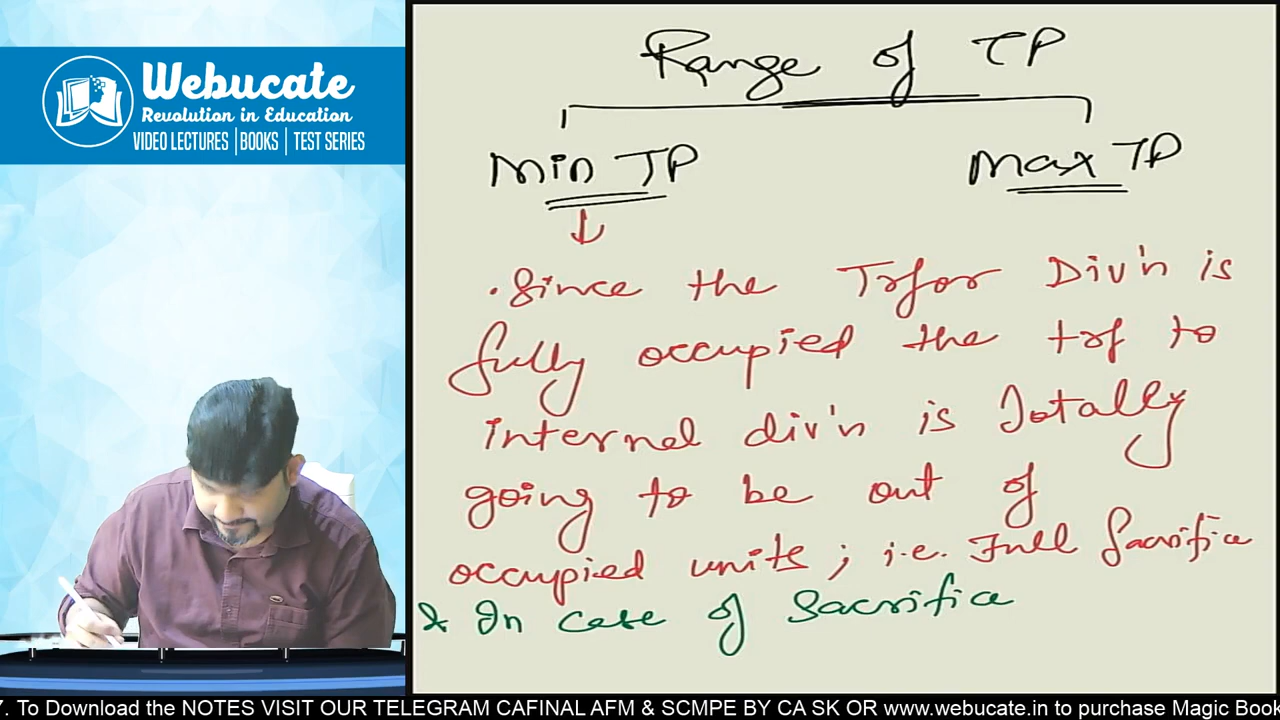 Webucate
Revolution in Education
VIDEO LECTURES | BOOKS | TEST SERIES
Range of TP
Min TP
Max TP
.Since the Trfor Div'n is
fully occupied the trf to
internal div'n is Totally
going to be out of
occupied units; i.e. Full Sacrifice
& In case of Sacrifice
7. To Download the NOTES VISIT OUR TELEGRAM CAFINAL AFM & SCMPE BY CA SK OR www.webucate.in to purchase Magic Book